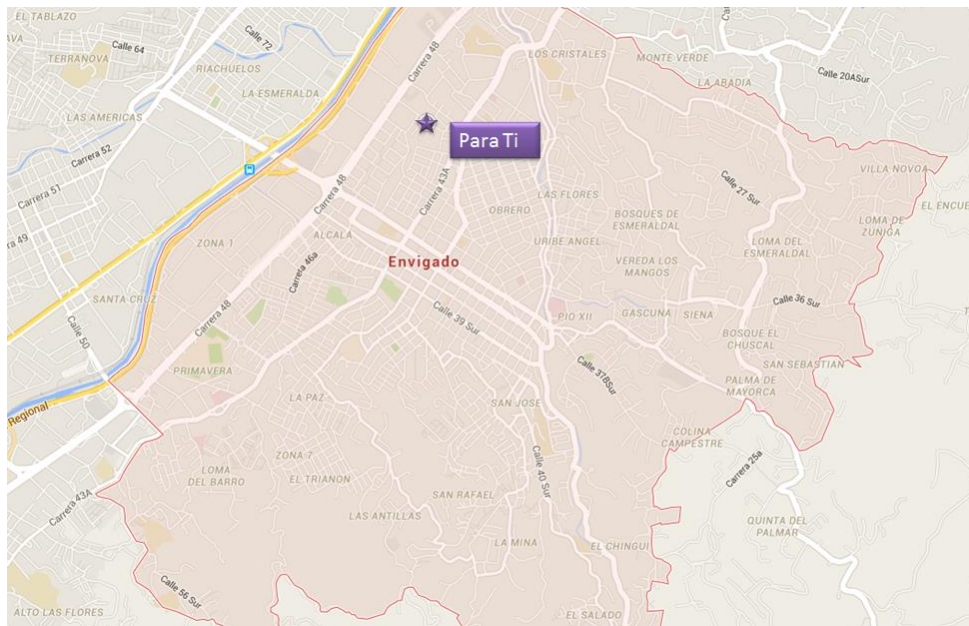 EL TABLAZO
Calle 64
TERRANOVA
Calle 72
RIACHUELOS
LA ESMERALDA
LAS AMERICAS
Carrera 52
Carrera 51
Carrera 48
LOS CRISTALES
MONTE VERDE
LA ABADIA
Calle 20ASur
Para Ti
VILLA NOVOA
Calle 27 Sur
Carrera 48
Carrera 43A
LAS FLORES
OBRERO
BOSQUES DE
ESMERALDAL
LOMA DE
ZUÑIGA
ZONA 1
ALCALA
URIBE ANGEL
LOMA DEL
ESMERALDAL
VEREDA LOS
MANGOS
Envigado
Carrera 46a
SANTA CRUZ
Calle 50
Carrera 48
Calle 39 Sur
PIO XII
GASCUNA
SIENA
Calle 36 Sur
BOSQUE EL
CHUSCAL
SAN SEBASTIAN
PRIMAVERA
Calle 37BSur
PALMA DE
MAYORCA
Regional
LA PAZ
SAN JOSE
COLINA
CAMPESTRE
Carrera 25a
ZONA 7
LOMA
DEL BARRO
EL TRIANON
Calle 40 Sur
Carrera 43A
SAN RAFAEL
LAS ANTILLAS
QUINTA DEL
PALMAR
LA MINA
EL CHINGUI
Calle 56 Sur
ALTO LAS FLORES
EL SALADO